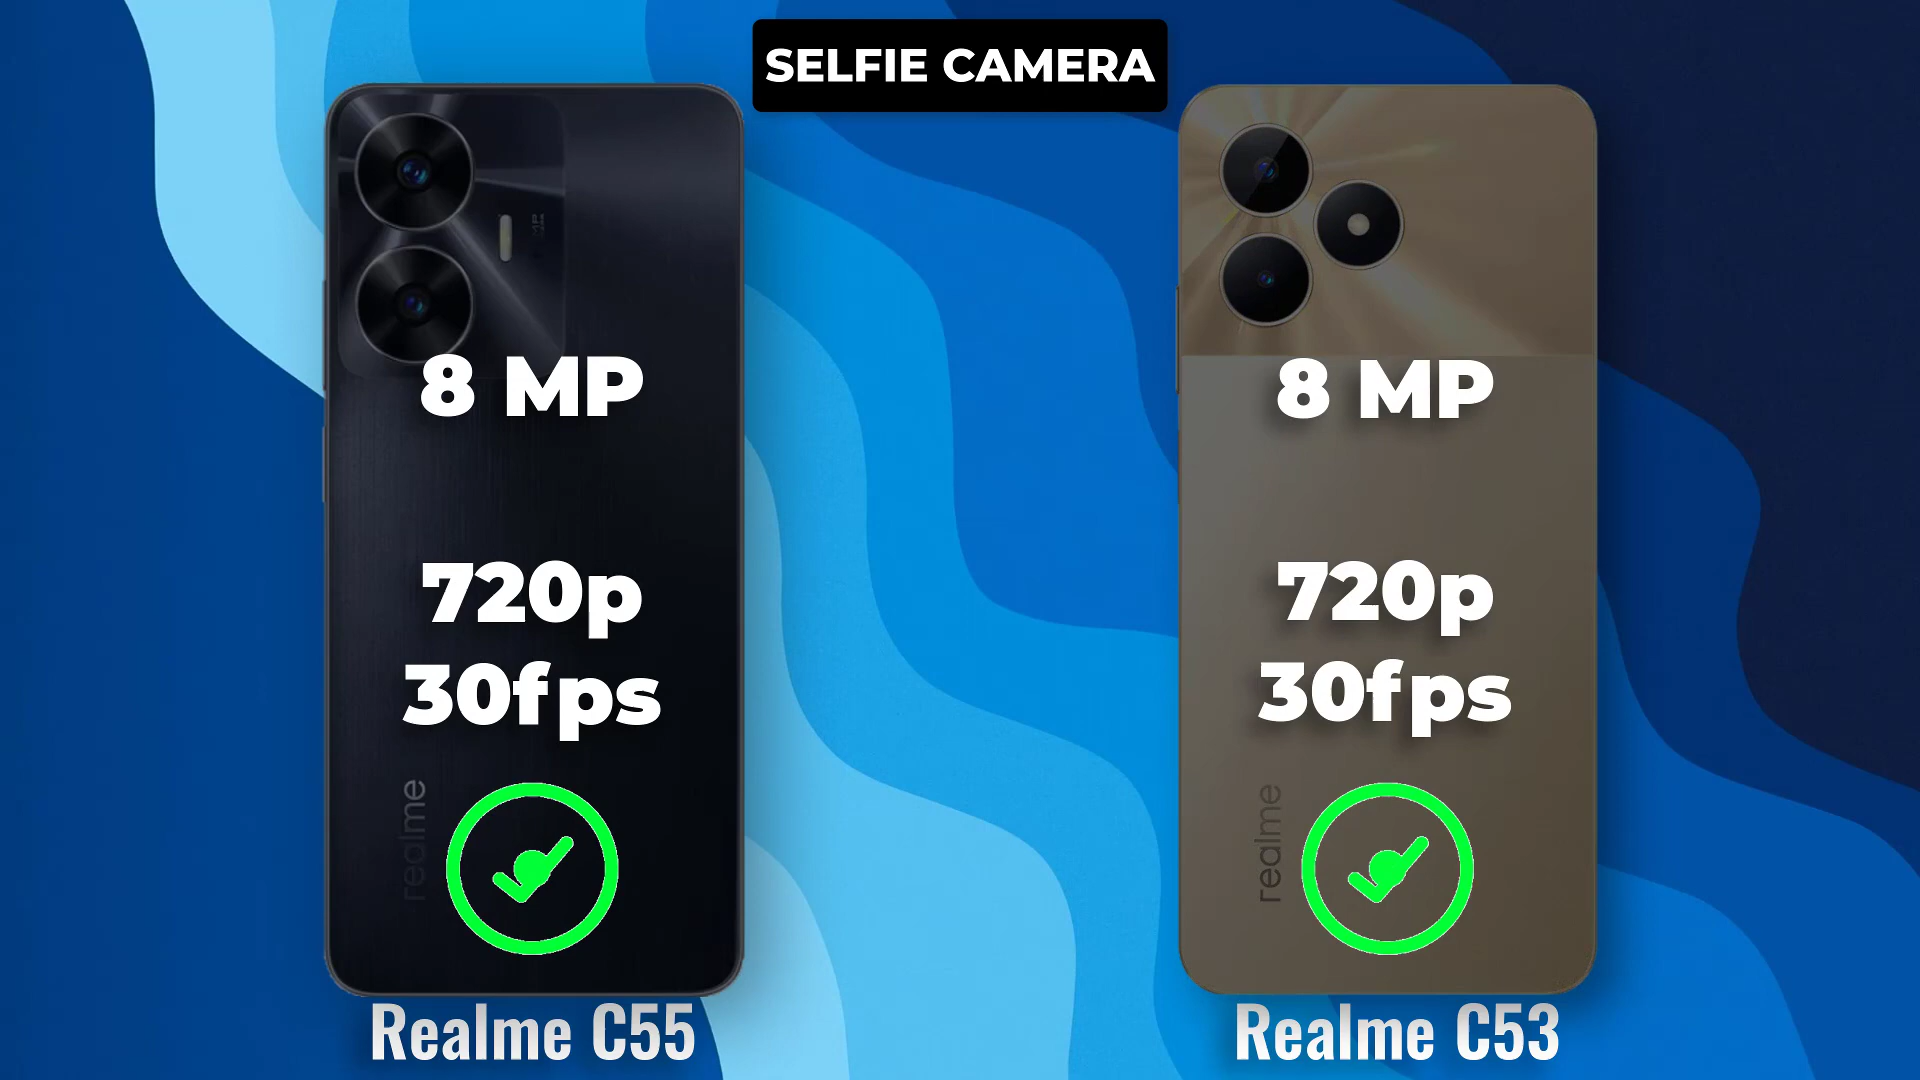 SELFIE CAMERA
8 MP
720p
30fps
realme
Realme C55
8 MP
720p
30fps
realme
Realme C53